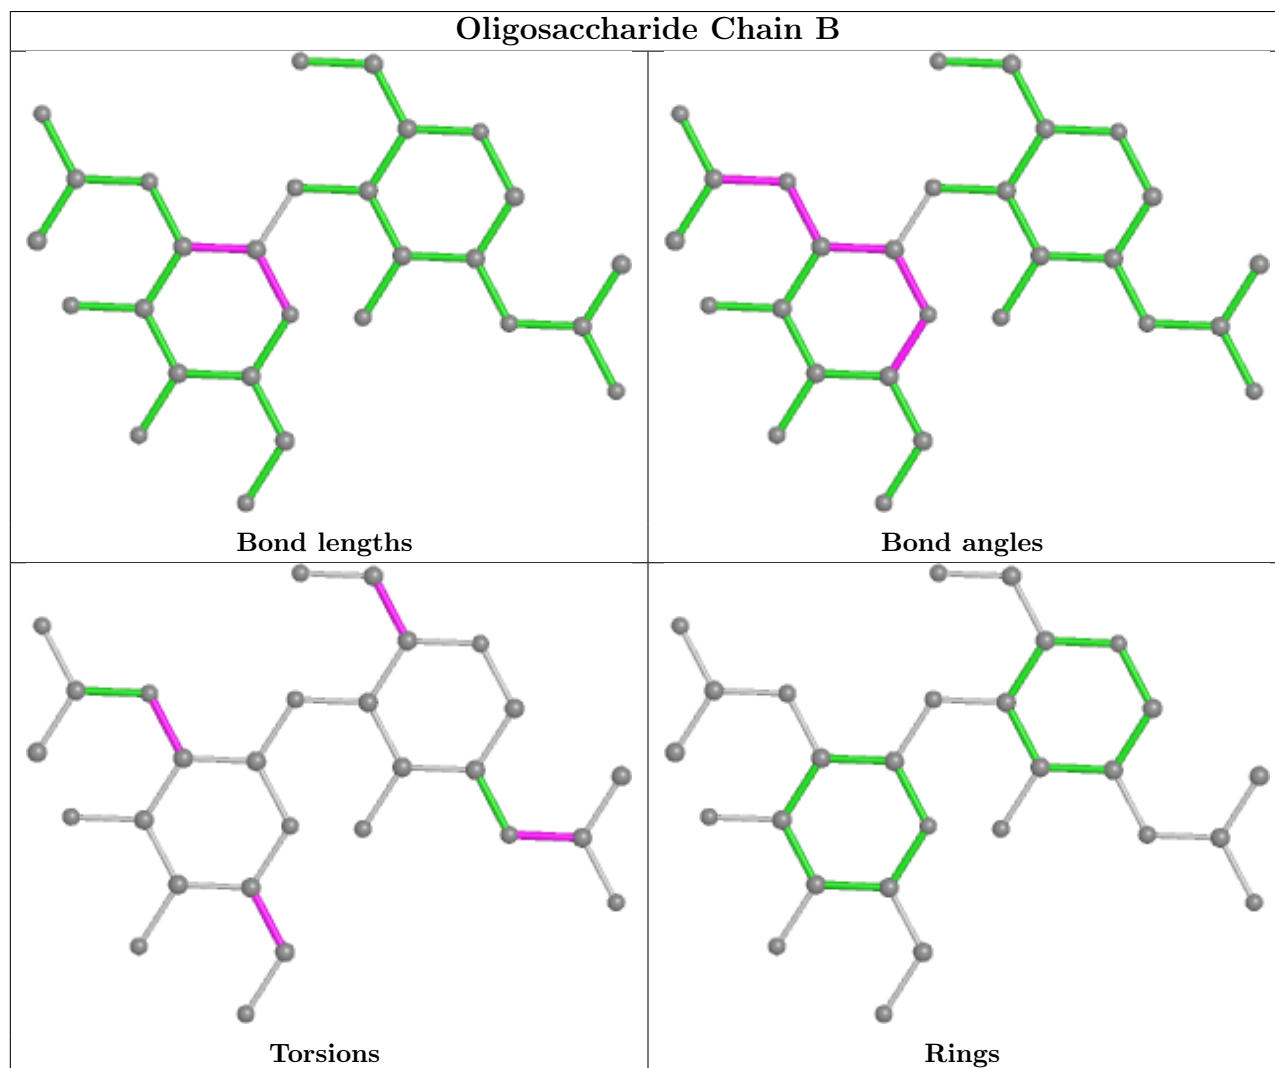 Oligosaccharide Chain B
Bond lengths
Bond angles
Torsions
Rings